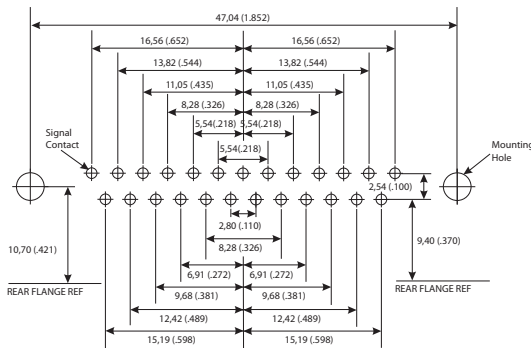 47,04 (1.852)
16,56 (.652) 16,56 (.652)
13,82 (.544) 13,82 (.544)
11,05 (.435) 11,05 (.435)
8,28 (.326) 8,28 (.326)
5,54(.218) 5,54(.218)
Signal
Contact
5,54(.218)
Mounting
Hole
2,54 (.100)
2,80 (.110)
10,70 (.421)
9,40 (.370)
8,28 (.326)
6,91 (.272) 6,91 (.272)
REAR FLANGE REF REAR FLANGE REF
9,68 (.381) 9,68 (.381)
12,42 (.489) 12,42 (.489)
15,19 (.598) 15,19 (.598)